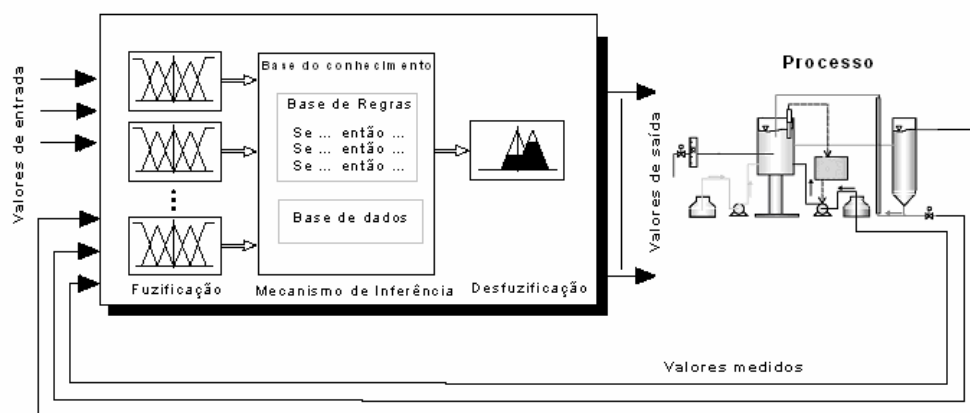 Valores de entrada
Base do conhecimento
Base de Regras
Se ... então ...
Se ... então ...
Se ... então ...
Base de dados
Fuzificação
Mecanismo de Inferência
Desfuzificação
Valores de saída
Processo
Valores medidos